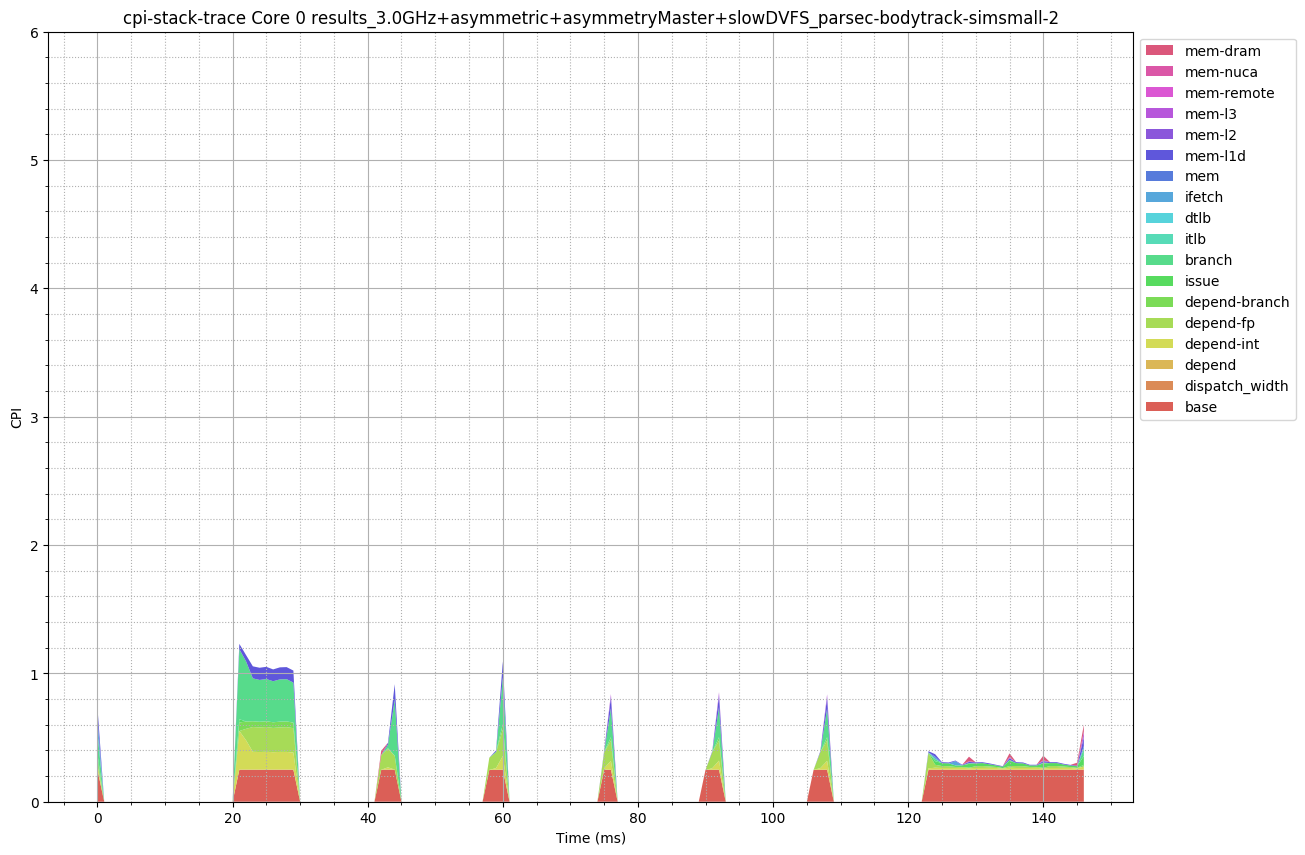 cpi-stack-trace Core 0 results_3.0GHz+asymmetric+asymmetryMaster+slowDVFS_parsec-bodytrack-simsmall-2
6
5
4
3
2
1
0
CPI
0
20
40
60
80
100
120
140
Time (ms)
mem-dram
mem-nuca
mem-remote
mem-l3
mem-l2
mem-l1d
mem
ifetch
dtlb
itlb
branch
issue
depend-branch
depend-fp
depend-int
depend
dispatch_width
base